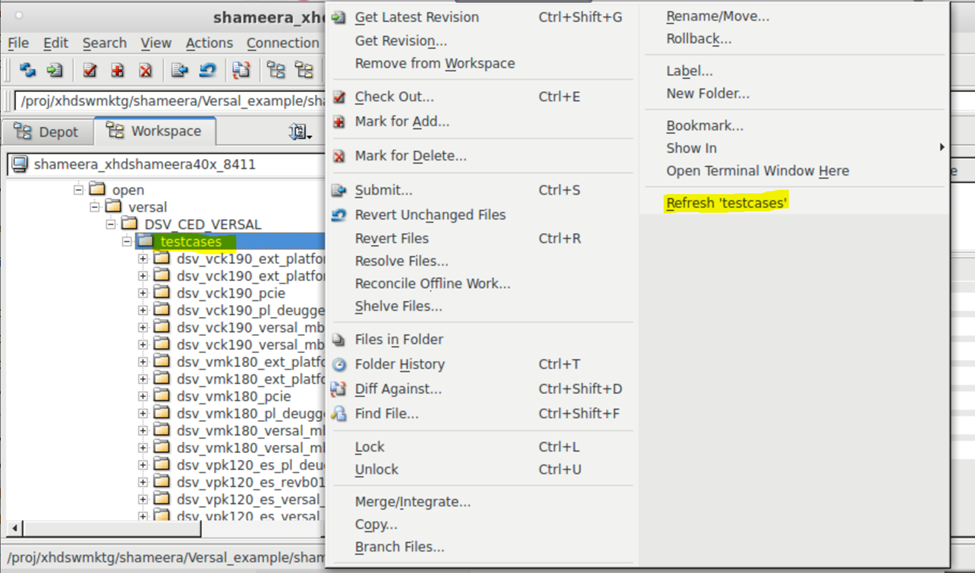 shameera_xhd
File Edit Search View Actions Connection
/proj/xhdswmktg/shameera/Versal_example/sha
Depot Workspace
shameera_xhdshameera40x_8411
open
versal
DSV_CED_VERSAL
testcases
dsv_vck190_ext_platfo
dsv_vck190_ext_platfo
dsv_vck190_pcie
dsv_vck190_pl_deugge
dsv_vck190_versal_mb
dsv_vck190_versal_mb
dsv_vmk180_ext_platfo
dsv_vmk180_ext_platfo
dsv_vmk180_pcie
dsv_vmk180_pl_deugg
dsv_vmk180_versal_m
dsv_vmk180_versal_m
dsv_vpk120_es_pl_deu
dsv_vpk120_es_revb01
dsv_vpk120_es_versal_
dsv_vpk120_es_versal
/proj/xhdswmktg/shameera/Versal_example/sham
Get Latest Revision Ctrl+Shift+G
Get Revision...
Remove from Workspace
Check Out... Ctrl+E
Mark for Add...
Mark for Delete...
Submit... Ctrl+S
Revert Unchanged Files
Revert Files Ctrl+R
Resolve Files...
Reconcile Offline Work...
Shelve Files...
Files in Folder
Folder History Ctrl+T
Diff Against... Ctrl+Shift+D
Find File... Ctrl+Shift+F
Lock Ctrl+L
Unlock Ctrl+U
Merge/Integrate...
Copy...
Branch Files...
Rename/Move...
Rollback...
Label...
New Folder...
Bookmark...
Show In
Open Terminal Window Here
Refresh 'testcases'